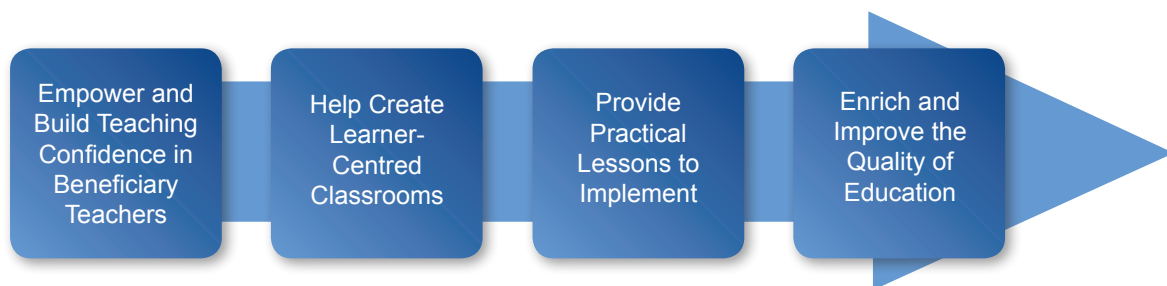 Empower and
Build Teaching
Confidence in
Beneficiary
Teachers
Help Create
Learner-
Centred
Classrooms
Provide
Practical
Lessons to
Implement
Enrich and
Improve the
Quality of
Education